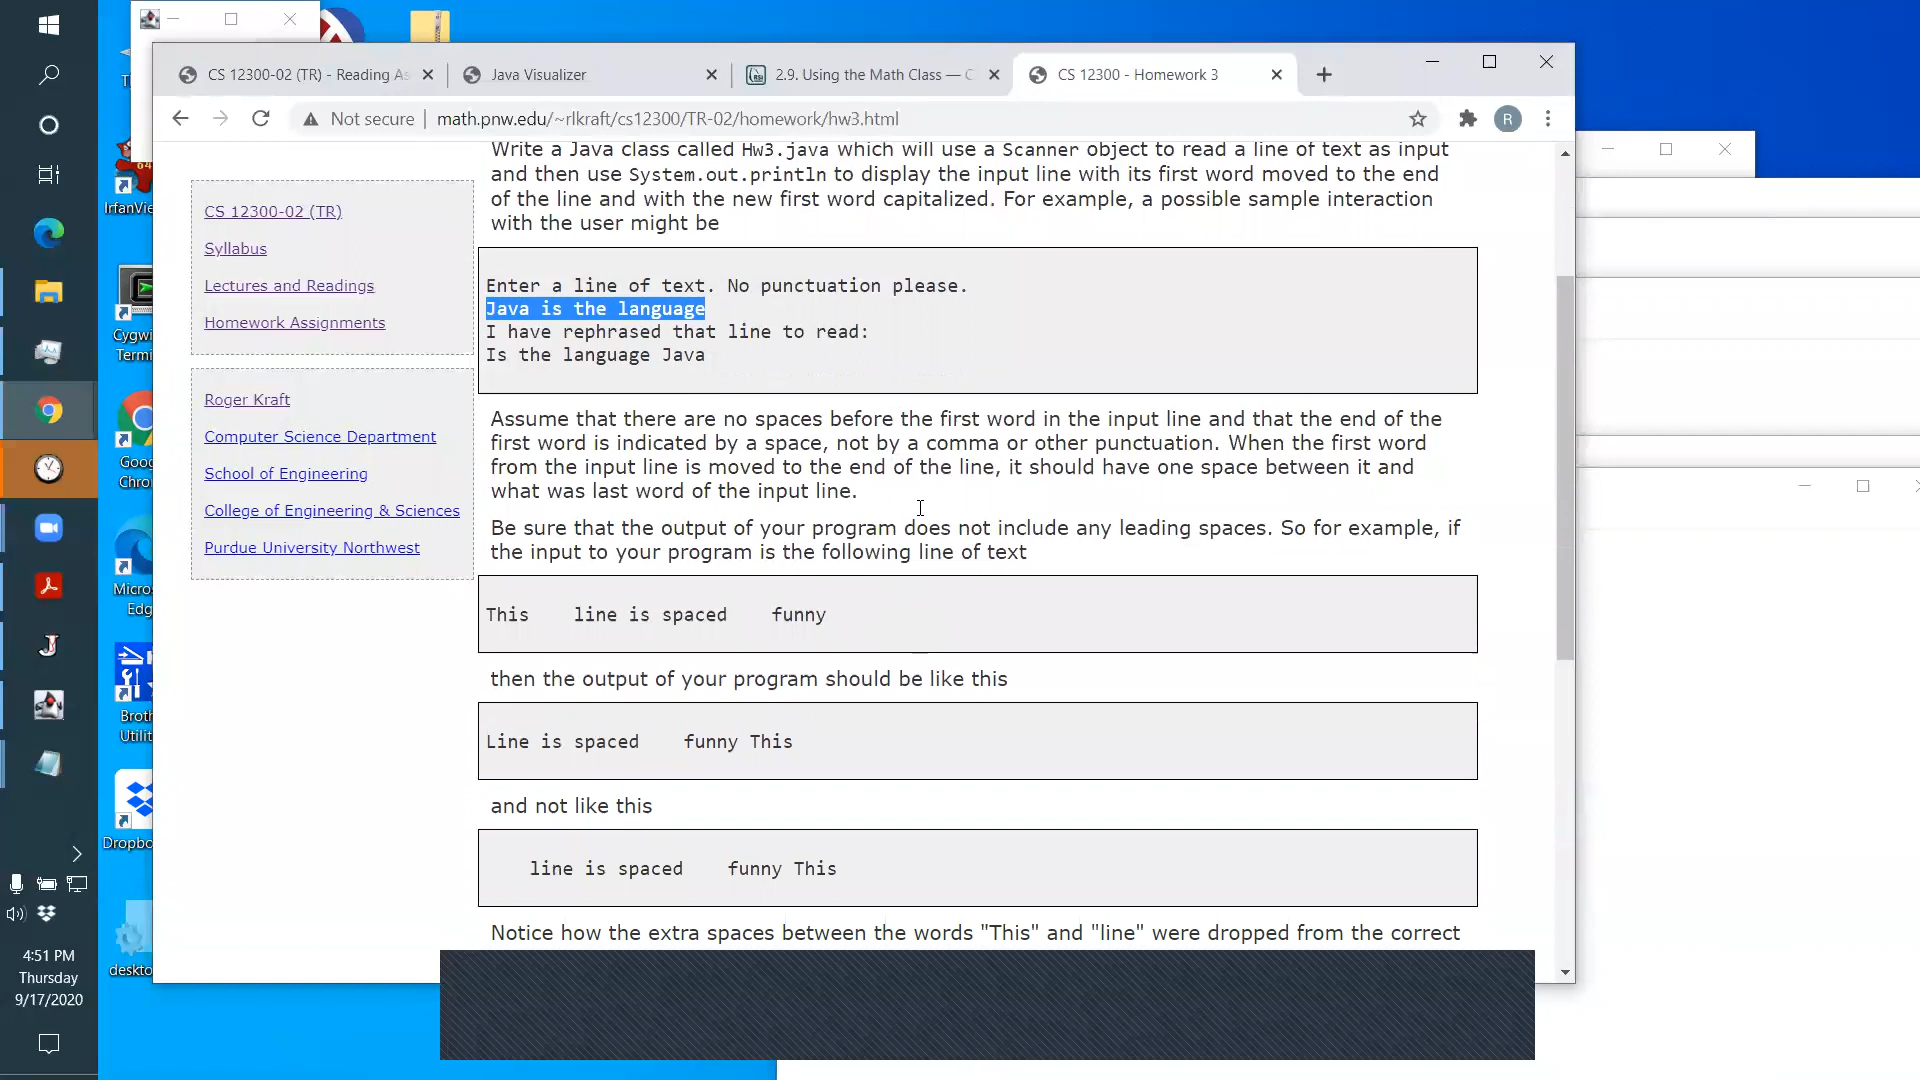 CS 12300-02 (TR) - Reading As
Java Visualizer
2.9. Using the Math Class — C
CS 12300 - Homework 3
Not secure | math.pnw.edu/~rlkraft/cs12300/TR-02/homework/hw3.html
R
CS 12300-02 (TR)
Syllabus
Lectures and Readings
Homework Assignments
Roger Kraft
Computer Science Department
School of Engineering
College of Engineering & Sciences
Purdue University Northwest
Write a Java class called Hw3.java which will use a Scanner object to read a line of text as input
and then use System.out.println to display the input line with its first word moved to the end
of the line and with the new first word capitalized. For example, a possible sample interaction
with the user might be
Enter a line of text. No punctuation please.
Java is the language
I have rephrased that line to read:
Is the language Java
Assume that there are no spaces before the first word in the input line and that the end of the
first word is indicated by a space, not by a comma or other punctuation. When the first word
from the input line is moved to the end of the line, it should have one space between it and
what was last word of the input line.
Be sure that the output of your program does not include any leading spaces. So for example, if
the input to your program is the following line of text
This    line is spaced    funny
then the output of your program should be like this
Line is spaced    funny This
and not like this
    line is spaced    funny This
Notice how the extra spaces between the words "This" and "line" were dropped from the correct
IrfanVie
Cygw
Termi
Goo
Chro
Micros
Edg
Broth
Utilit
Dropbo
deskto
4:51 PM
Thursday
9/17/2020